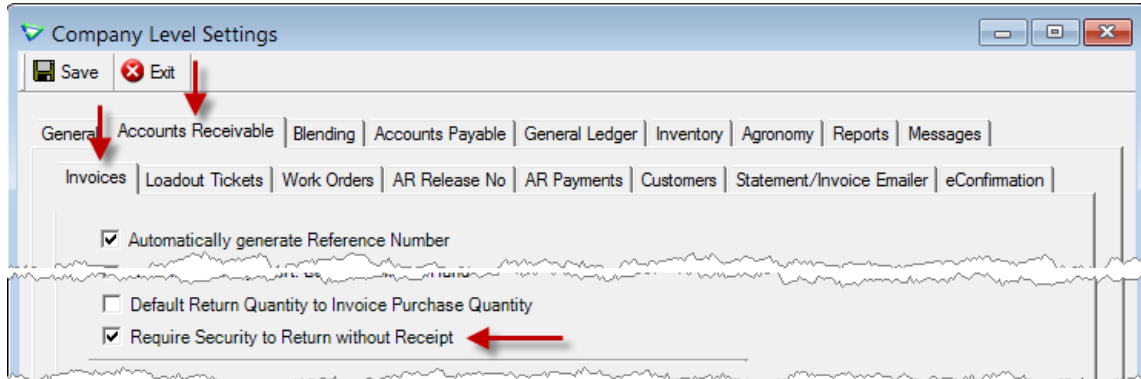 Company Level Settings
Save Exit
General Accounts Receivable Blending Accounts Payable General Ledger Inventory Agronomy Reports Messages
Invoices Loadout Tickets Work Orders AR Release No AR Payments Customers Statement/Invoice Emailer eConfirmation
Automatically generate Reference Number
Default Return Quantity to Invoice Purchase Quantity
Require Security to Return without Receipt